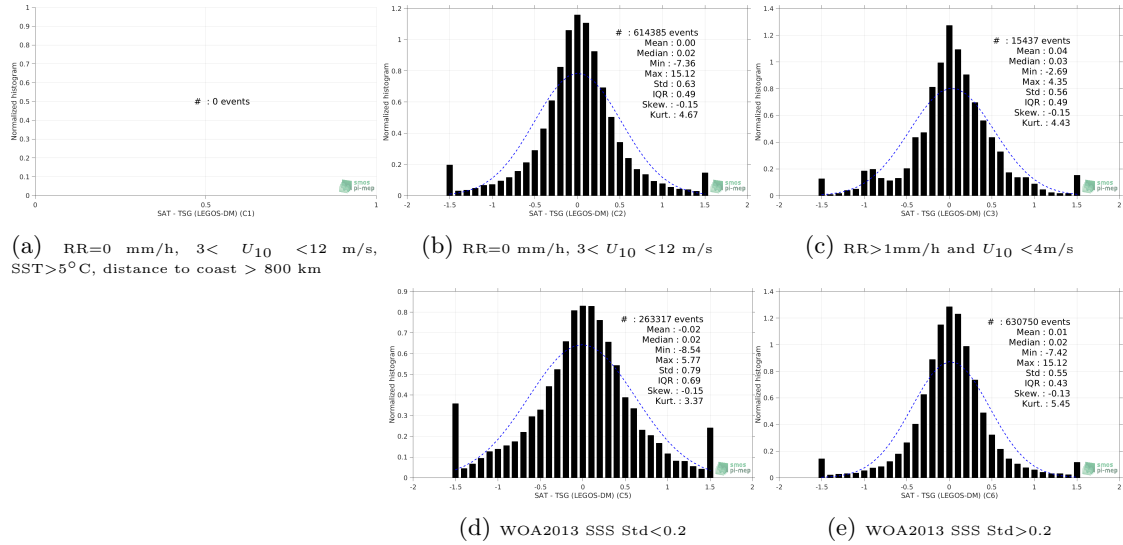 Normalized histogram
1
0.9
0.8
0.7
0.6
0.5
0.4
0.3
0.2
0.1
0
# : 0 events
0 0.5 1
SAT - TSG (LEGOS-DM) (C1)
smos
pi-mep
(a) RR=0 mm/h, 3< U10 <12 m/s,
SST>5°C, distance to coast > 800 km
Normalized histogram
1.2
1
0.8
0.6
0.4
0.2
0
# : 614385 events
Mean : 0.00
Median : 0.02
Min : -7.36
Max : 15.12
Std : 0.63
IQR : 0.49
Skew. : -0.15
Kurt. : 4.67
-2 -1.5 -1 -0.5 0 0.5 1 1.5 2
SAT - TSG (LEGOS-DM) (C2)
smos
pi-mep
(b) RR=0 mm/h, 3< U10 <12 m/s
Normalized histogram
1.4
1.2
1
0.8
0.6
0.4
0.2
0
# : 15437 events
Mean : 0.04
Median : 0.03
Min : -2.69
Max : 4.35
Std : 0.56
IQR : 0.49
Skew. : -0.15
Kurt. : 4.43
-2 -1.5 -1 -0.5 0 0.5 1 1.5 2
SAT - TSG (LEGOS-DM) (C3)
smos
pi-mep
(c) RR>1mm/h and U10 <4m/s
Normalized histogram
0.9
0.8
0.7
0.6
0.5
0.4
0.3
0.2
0.1
0
# : 263317 events
Mean : -0.02
Median : 0.02
Min : -8.54
Max : 5.77
Std : 0.79
IQR : 0.69
Skew. : -0.15
Kurt. : 3.37
-2 -1.5 -1 -0.5 0 0.5 1 1.5 2
SAT - TSG (LEGOS-DM) (C5)
smos
pi-mep
(d) WOA2013 SSS Std<0.2
Normalized histogram
1.4
1.2
1
0.8
0.6
0.4
0.2
0
# : 630750 events
Mean : 0.01
Median : 0.02
Min : -7.42
Max : 15.12
Std : 0.55
IQR : 0.43
Skew. : -0.13
Kurt. : 5.45
-2 -1.5 -1 -0.5 0 0.5 1 1.5 2
SAT - TSG (LEGOS-DM) (C6)
smos
pi-mep
(e) WOA2013 SSS Std>0.2